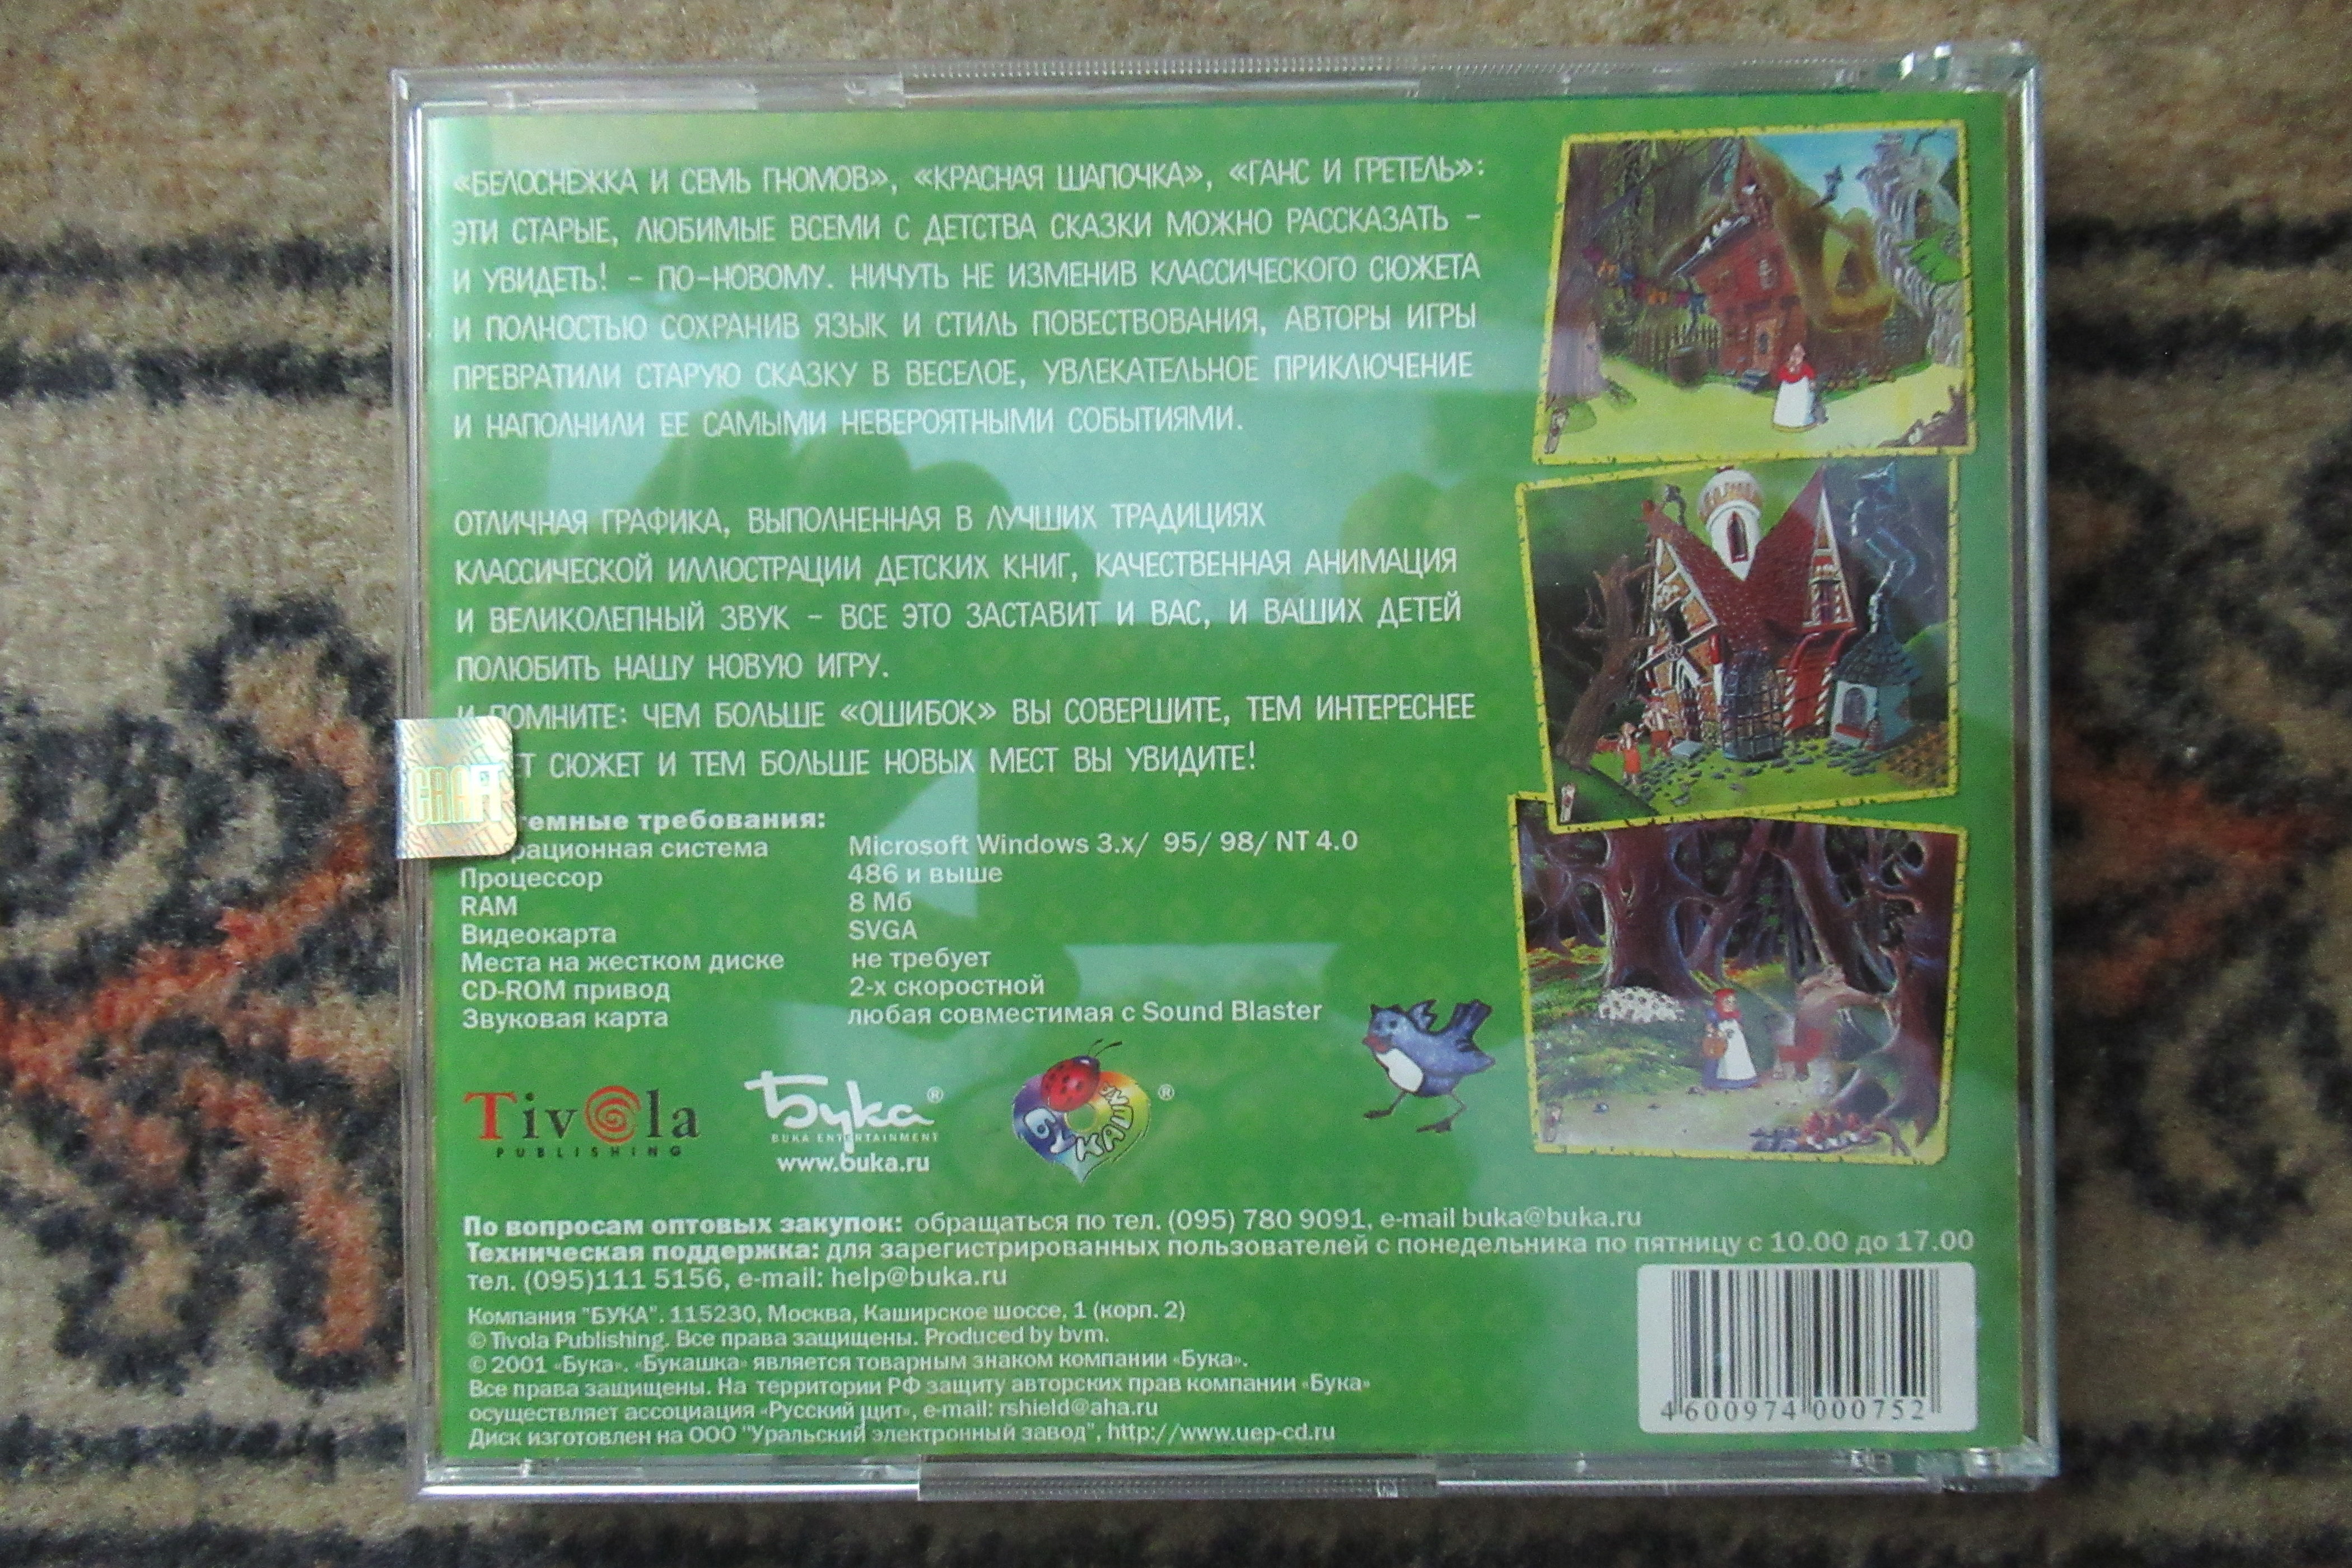 «БЕЛОСНЕЖКА И СЕМЬ ГНОМОВ», «КРАСНАЯ ШАПОЧКА», «ГАНС И ГРЕТЕЛЬ»:
ЭТИ СТАРЫЕ, ЛЮБИМЫЕ ВСЕМИ С ДЕТСТВА СКАЗКИ МОЖНО РАССКАЗАТЬ –
И УВИДЕТЬ! – ПО-НОВОМУ. НИЧУТЬ НЕ ИЗМЕНИВ КЛАССИЧЕСКОГО СЮЖЕТА
И ПОЛНОСТЬЮ СОХРАНИВ ЯЗЫК И СТИЛЬ ПОВЕСТВОВАНИЯ, АВТОРЫ ИГРЫ
ПРЕВРАТИЛИ СТАРУЮ СКАЗКУ В ВЕСЕЛОЕ, УВЛЕКАТЕЛЬНОЕ ПРИКЛЮЧЕНИЕ
И НАПОЛНИЛИ ЕЕ САМЫМИ НЕВЕРОЯТНЫМИ СОБЫТИЯМИ.
ОТЛИЧНАЯ ГРАФИКА, ВЫПОЛНЕННАЯ В ЛУЧШИХ ТРАДИЦИЯХ
КЛАССИЧЕСКОЙ ИЛЛЮСТРАЦИИ ДЕТСКИХ КНИГ, КАЧЕСТВЕННАЯ АНИМАЦИЯ
И ВЕЛИКОЛЕПНЫЙ ЗВУК – ВСЕ ЭТО ЗАСТАВИТ И ВАС, И ВАШИХ ДЕТЕЙ
ПОЛЮБИТЬ НАШУ НОВУЮ ИГРУ.
И ПОМНИТЕ: ЧЕМ БОЛЬШЕ «ОШИБОК» ВЫ СОВЕРШИТЕ, ТЕМ ИНТЕРЕСНЕЕ
СЮЖЕТ И ТЕМ БОЛЬШЕ НОВЫХ МЕСТ ВЫ УВИДИТЕ!
CRAFT
требования:
система Microsoft Windows 3.x/ 95/ 98/ NT 4.0
Процессор 486 и выше
RAM 8 Мб
Видеокарта SVGA
Места на жестком диске не требует
CD-ROM привод 2-х скоростной
Звуковая карта любая совместимая с Sound Blaster
Tivola
PUBLISHING
Бука®
BUKA ENTERTAINMENT
www.buka.ru
БУКАШКА ®
По вопросам оптовых закупок: обращаться по тел. (095) 780 9091, e-mail buka@buka.ru
Техническая поддержка: для зарегистрированных пользователей с понедельника по пятницу с 10.00 до 17.00
тел. (095)111 5156, e-mail: help@buka.ru
Компания "БУКА". 115230, Москва, Каширское шоссе, 1 (корп. 2)
© Tivola Publishing. Все права защищены. Produced by bvm.
© 2001 «Бука». «Букашка» является товарным знаком компании «Бука».
Все права защищены. На территории РФ защиту авторских прав компании «Бука»
осуществляет ассоциация «Русский щит», e-mail: rshield@aha.ru
Диск изготовлен на ООО "Уральский электронный завод", http://www.uep-cd.ru
4 600974 000752